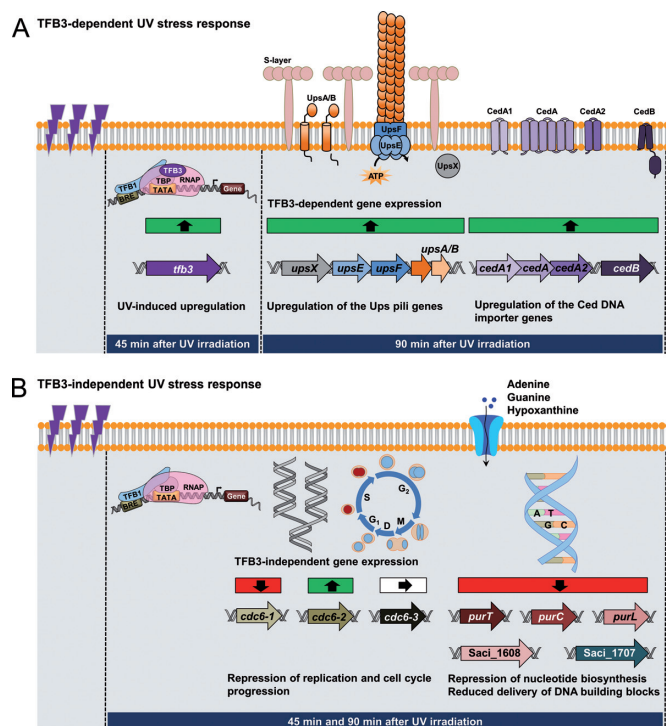 A
TFB3-dependent UV stress response
S-layer
UpsA/B
UpsF
UpsE
ATP
UpsX
CedA1
CedA
CedA2
CedB
TFB1
BRE
TFB3
TBP
TATA
RNAP
Gene
TFB3-dependent gene expression
tfb3
upsX
upsE
upsF
upsA/B
cedA1
cedA
cedA2
cedB
UV-induced upregulation
Upregulation of the Ups pili genes
Upregulation of the Ced DNA
importer genes
45 min after UV irradiation
90 min after UV irradiation
B
TFB3-independent UV stress response
Adenine
Guanine
Hypoxanthine
TFB1
BRE
TBP
TATA
RNAP
Gene
S
G2
G1
D
M
A T
G C
TFB3-independent gene expression
cdc6-1
cdc6-2
cdc6-3
purT
purC
purL
Saci_1608
Saci_1707
Repression of replication and cell cycle
progression
Repression of nucleotide biosynthesis
Reduced delivery of DNA building blocks
45 min and 90 min after UV irradiation